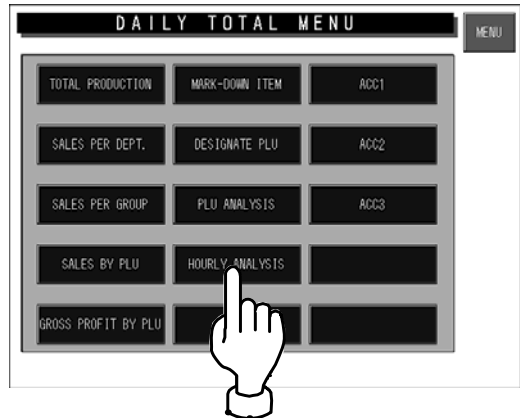 DAILY TOTAL MENU
MENU
TOTAL PRODUCTION MARK-DOWN ITEM ACC1
SALES PER DEPT. DESIGNATE PLU ACC2
SALES PER GROUP PLU ANALYSIS ACC3
SALES BY PLU HOURLY ANALYSIS
GROSS PROFIT BY PLU